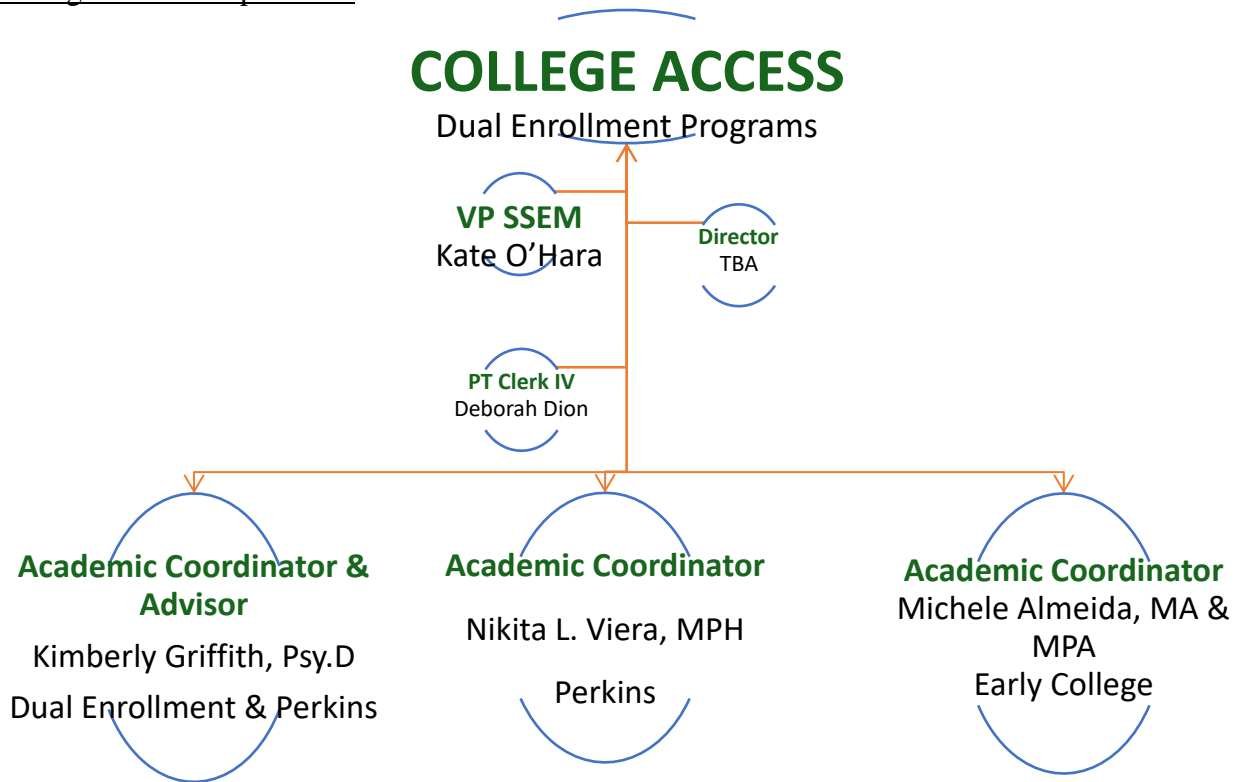 COLLEGE ACCESS
Dual Enrollment Programs
VP SSEM
Kate O’Hara
Director
TBA
PT Clerk IV
Deborah Dion
Academic Coordinator &
Advisor
Kimberly Griffith, Psy.D
Dual Enrollment & Perkins
Academic Coordinator
Nikita L. Viera, MPH
Perkins
Academic Coordinator
Michele Almeida, MA &
MPA
Early College